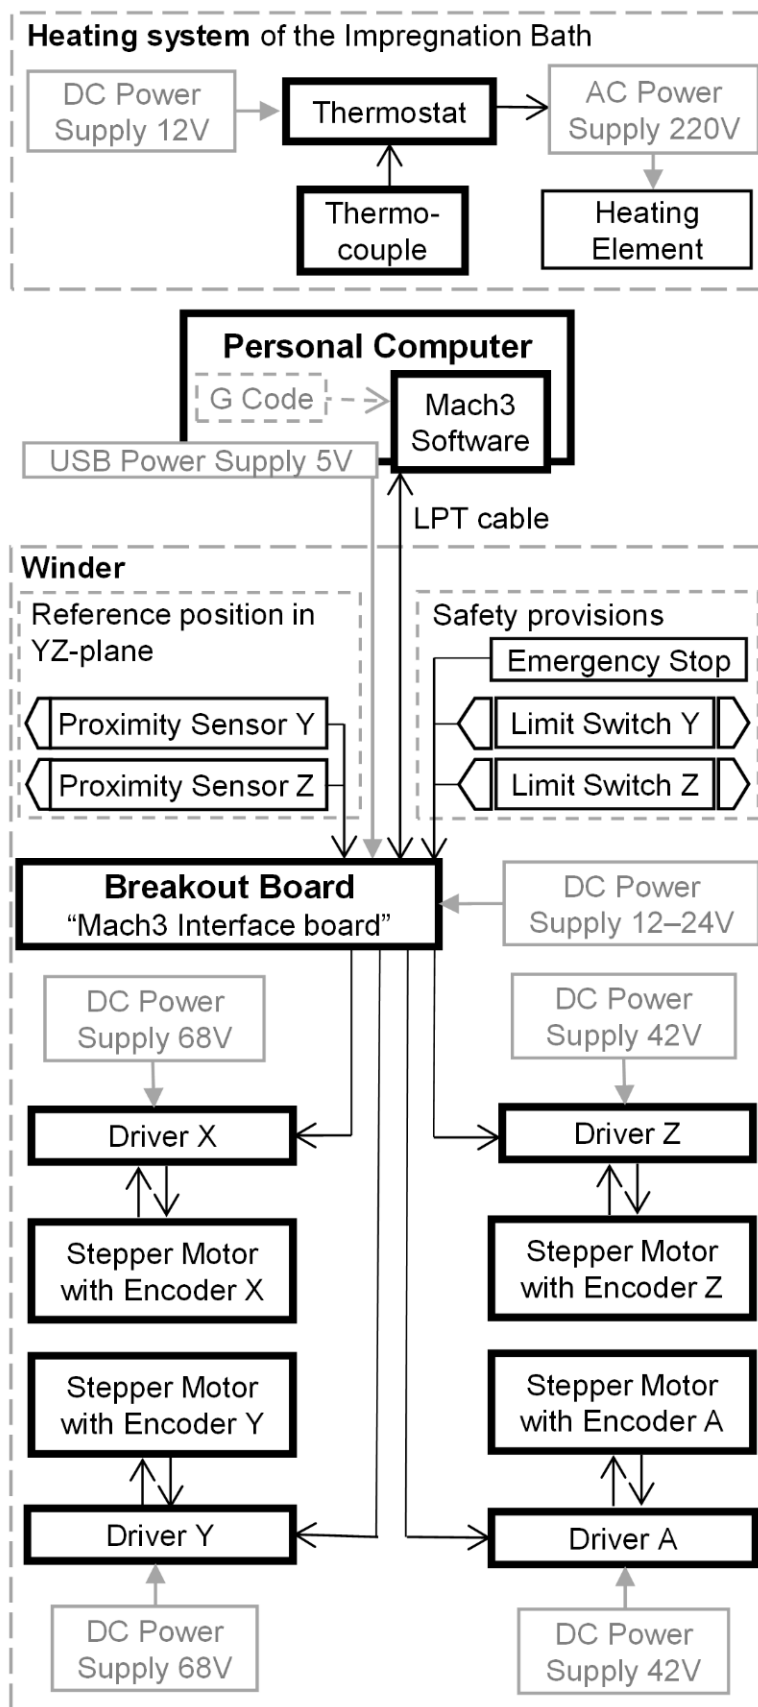 Heating system of the Impregnation Bath
DC Power
Supply 12V
Thermostat
AC Power
Supply 220V
Thermo-
couple
Heating
Element
Personal Computer
G Code
Mach3
Software
USB Power Supply 5V
LPT cable
Winder
Reference position in
YZ-plane
Proximity Sensor Y
Proximity Sensor Z
Safety provisions
Emergency Stop
Limit Switch Y
Limit Switch Z
Breakout Board
“Mach3 Interface board”
DC Power
Supply 12–24V
DC Power
Supply 68V
DC Power
Supply 42V
Driver X
Driver Z
Stepper Motor
with Encoder X
Stepper Motor
with Encoder Z
Stepper Motor
with Encoder Y
Stepper Motor
with Encoder A
Driver Y
Driver A
DC Power
Supply 68V
DC Power
Supply 42V